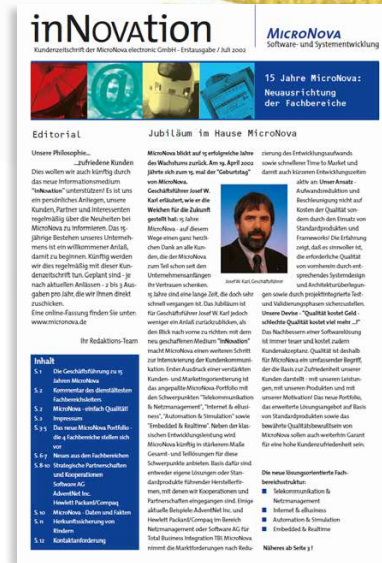 inNovation
Kundenzeitschrift der MicroNova electronic GmbH - Erstausgabe / Juli 2002
MICRONOVA
Software- und Systementwicklung
15 Jahre MicroNova:
Neuausrichtung
der Fachbereiche
Editorial
Unsere Philosophie...
...zufriedene Kunden
Dies wollen wir auch künftig durch
das neue Informationsmedium
"InNovation" unterstützen! Es ist uns
ein persönliches Anliegen, unsere
Kunden, Partner und Interessenten
regelmäßig über die Neuheiten bei
MicroNova zu informieren. Das 15-
jährige Bestehen unseres Unterneh-
mens ist ein willkommener Anlaß,
damit zu beginnen. Künftig werden
wir dies regelmäßig mit dieser Kun-
denzeitschrift tun. Geplant sind - je
nach aktuellen Anlässen - 2 bis 3 Aus-
gaben pro Jahr, die wir Ihnen direkt
zuschicken.
Eine online-Fassung finden Sie unter
www.micronova.de
Ihr Redaktions-Team
Inhalt
S. 1 Die Geschäftsführung zu 15
Jahren MicroNova
S. 2 Kommentar des dienstältesten
Fachbereichsleiters
S. 2 MicroNova - einfach Qualität!
S. 2 Impressum
S. 3-5 Das neue MicroNova Portfolio -
die 4 Fachbereiche stellen sich
vor
S. 6-7 Neues aus den Fachbereichen
S. 8-10 Strategische Partnerschaften
und Kooperationen
Software AG
AdventNet Inc.
Hewlett Packard/Compaq
S. 10 MicroNova - Daten und Fakten
S. 11 Herkunftssicherung von
Rindern
S. 12 Kontaktanforderung
Jubiläum im Hause MicroNova
MicroNova blickt auf 15 erfolgreiche Jahre
des Wachstums zurück. Am 19. April 2002
jährte sich zum 15. mal der "Geburtstag"
von MicroNova.
Geschäftsführer Josef W.
Karl erläutert, wie er die
Weichen für die Zukunft
gestellt hat: 15 Jahre
MicroNova - auf diesem
Wege einen ganz herzli-
chen Dank an alle Kun-
den, die der MicroNova
zum Teil schon seit den
Unternehmensanfängen
ihr Vertrauen schenken.
15 Jahre sind eine lange Zeit, die doch sehr
schnell vergangen ist. Das Jubiläum ist
für Geschäftsführer Josef W. Karl jedoch
weniger ein Anlaß zurückzublicken, als
den Blick nach vorne zu richten: mit dem
neu geschaffenen Medium "InNovation"
macht MicroNova einen weiteren Schritt
zur Intensivierung der Kundenkommuni-
kation. Erster Ausdruck einer verstärkten
Kunden- und Marketingorientierung ist
das angepaßte MicroNova-Portfolio mit
den Schwerpunkten "Telekommunikation
& Netzmanagement", "Internet & eBusi-
ness", "Automation & Simulation" sowie
"Embedded & Realtime". Neben der klas-
sischen Entwicklungsleistung wird
MicroNova künftig in stärkerem Maße
Gesamt- und Teillösungen für diese
Schwerpunkte anbieten. Basis dafür sind
entweder eigene Lösungen oder Stan-
dardprodukte führender Herstellerfir-
men, mit denen wir Kooperationen und
Partnerschaften eingegangen sind. Einige
aktuelle Beispiele: AdventNet Inc. und
Hewlett Packard/Compaq im Bereich
Netzmanagement oder Software AG für
Total Business Integration TBI. MicroNova
nimmt die Marktforderungen nach Redu-
Josef W. Karl, Geschäftsführer
zierung des Entwicklungsaufwands
sowie schnellerer Time to Market und
damit auch kürzeren Entwicklungszeiten
aktiv an. Unser Ansatz -
Aufwandsreduktion und
Beschleunigung nicht auf
Kosten der Qualität son-
dern durch den Einsatz von
Standardprodukten und
Frameworks! Die Erfahrung
zeigt, daß es sinnvoller ist,
die erforderliche Qualität
von vornherein durch ent-
sprechendes Systemdesign
und Architekturüberlegun-
gen sowie durch projektintegrierte Test-
und Validierungsphasen sicherzustellen.
Unsere Devise - "Qualität kostet Geld -
schlechte Qualität kostet viel mehr ...!"
Das Nachbessern einer Softwarelösung
ist immer teuer und kostet zudem
Kundenakzeptanz. Qualität ist deshalb
für MicroNova ein umfassender Begriff,
der die Basis zur Zufriedenheit unserer
Kunden darstellt - mit unseren Leistun-
gen, mit unseren Produkten und mit
unserer Motivation! Das neue Portfolio,
das erweiterte Lösungsangebot auf Basis
von Standardprodukten sowie das
bewährte Qualitätsbewußtsein von
MicroNova sollen auch weiterhin Garant
für eine hohe Kundenzufriedenheit sein.
Die neue lösungsorientierte Fach-
bereichsstruktur:
Telekommunikation &
Netzmanagement
Internet & eBusiness
Automation & Simulation
Embedded & Realtime
Näheres ab Seite 3 !